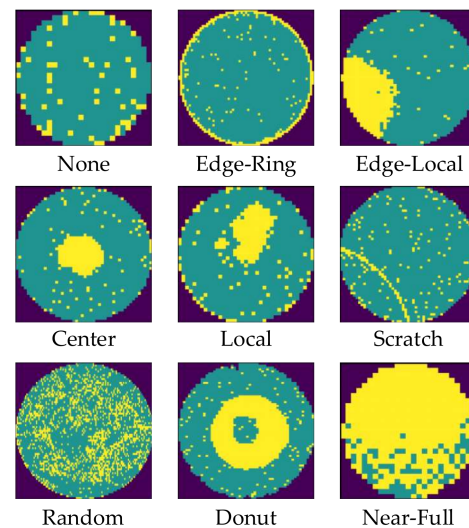 None Edge-Ring Edge-Local
Center Local Scratch
Random Donut Near-Full